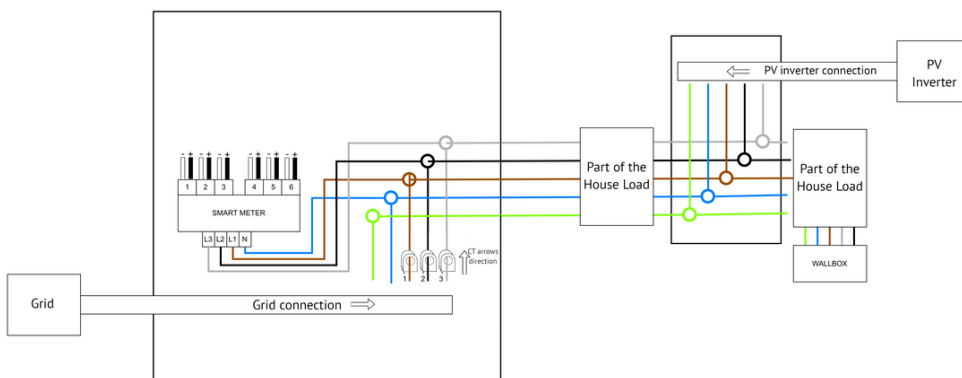 PV inverter connection
PV
Inverter
Part of the
House Load
Part of the
House Load
- + - + - + - + - + - +
1 2 3 4 5 6
SMART METER
L3 L2 L1 N
CT arrows
direction
1 2 3
WALLBOX
Grid
Grid connection